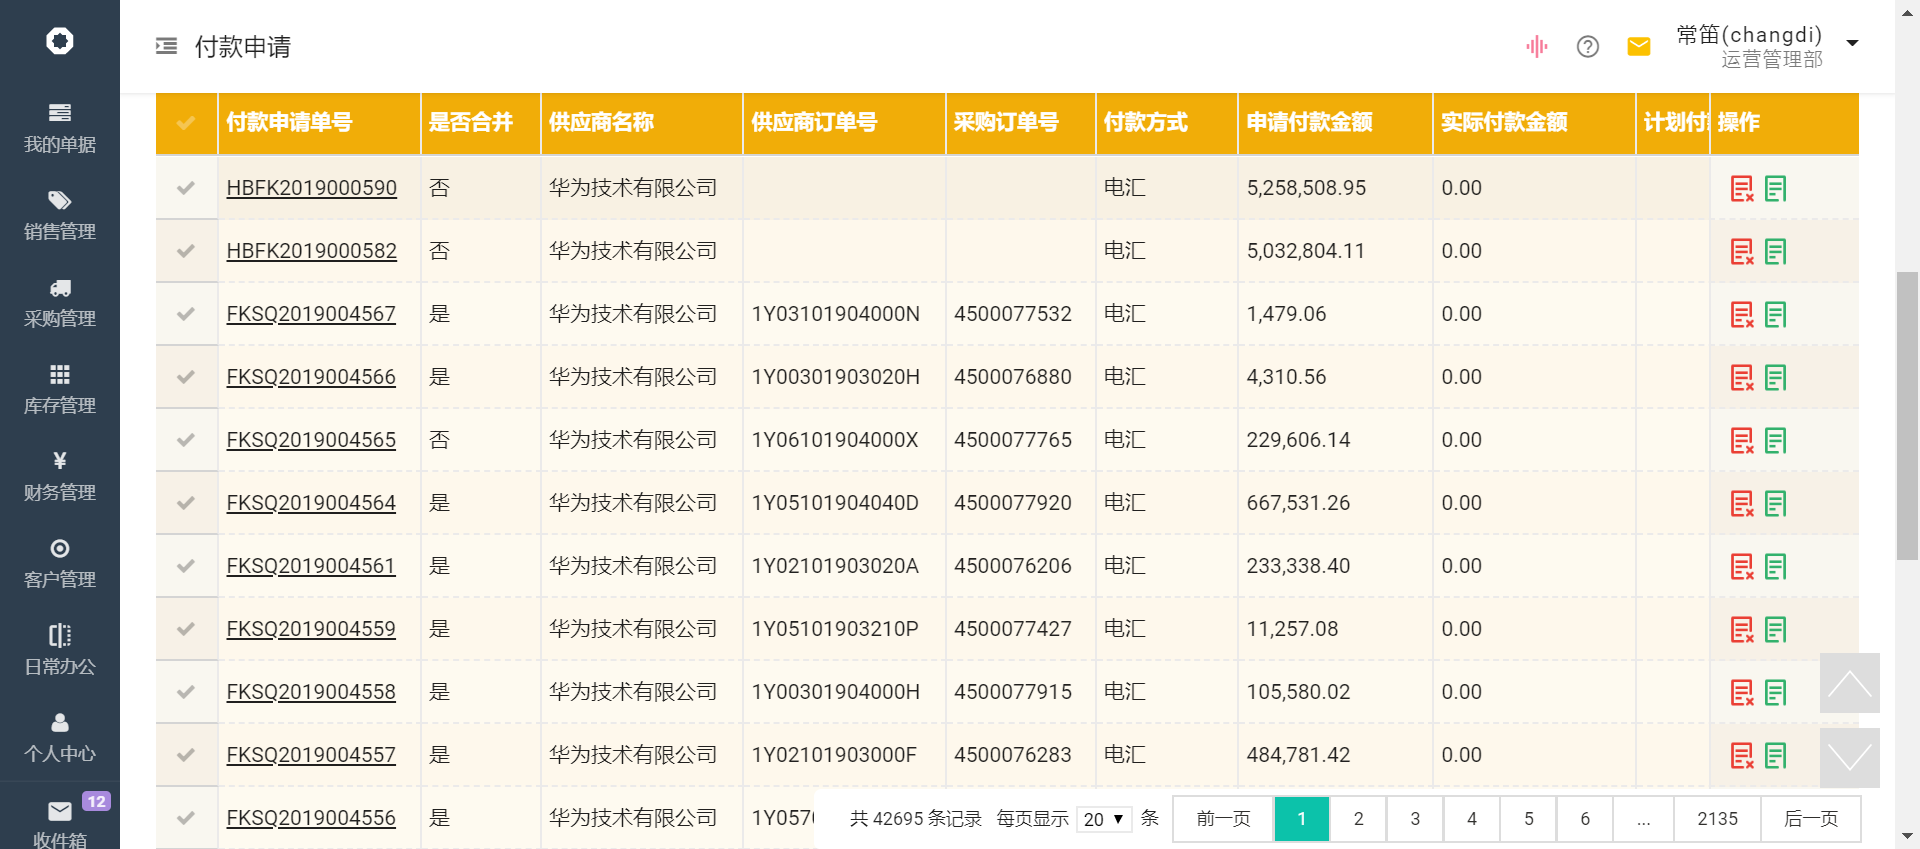 付款申请
常笛(changdi)
运营管理部
我的单据
销售管理
采购管理
库存管理
财务管理
客户管理
日常办公
个人中心
12
收件箱
付款申请单号 是否合并 供应商名称 供应商订单号 采购订单号 付款方式 申请付款金额 实际付款金额 计划付 操作
HBFK2019000590 否 华为技术有限公司 电汇 5,258,508.95 0.00
HBFK2019000582 否 华为技术有限公司 电汇 5,032,804.11 0.00
FKSQ2019004567 是 华为技术有限公司 1Y03101904000N 4500077532 电汇 1,479.06 0.00
FKSQ2019004566 是 华为技术有限公司 1Y00301903020H 4500076880 电汇 4,310.56 0.00
FKSQ2019004565 否 华为技术有限公司 1Y06101904000X 4500077765 电汇 229,606.14 0.00
FKSQ2019004564 是 华为技术有限公司 1Y05101904040D 4500077920 电汇 667,531.26 0.00
FKSQ2019004561 是 华为技术有限公司 1Y02101903020A 4500076206 电汇 233,338.40 0.00
FKSQ2019004559 是 华为技术有限公司 1Y05101903210P 4500077427 电汇 11,257.08 0.00
FKSQ2019004558 是 华为技术有限公司 1Y00301904000H 4500077915 电汇 105,580.02 0.00
FKSQ2019004557 是 华为技术有限公司 1Y02101903000F 4500076283 电汇 484,781.42 0.00
FKSQ2019004556 是 华为技术有限公司 1Y057
共 42695 条记录 每页显示 20 条 前一页 1 2 3 4 5 6 ... 2135 后一页